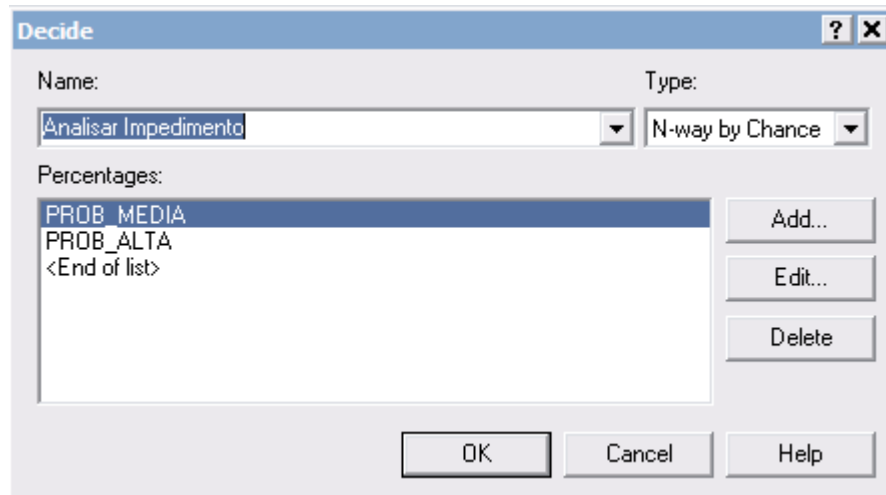 Decide
Name: Type:
Analisar Impedimento N-way by Chance
Percentages:
PROB_MEDIA
Add...
PROB_ALTA
<End of list>
Edit...
Delete
OK Cancel Help